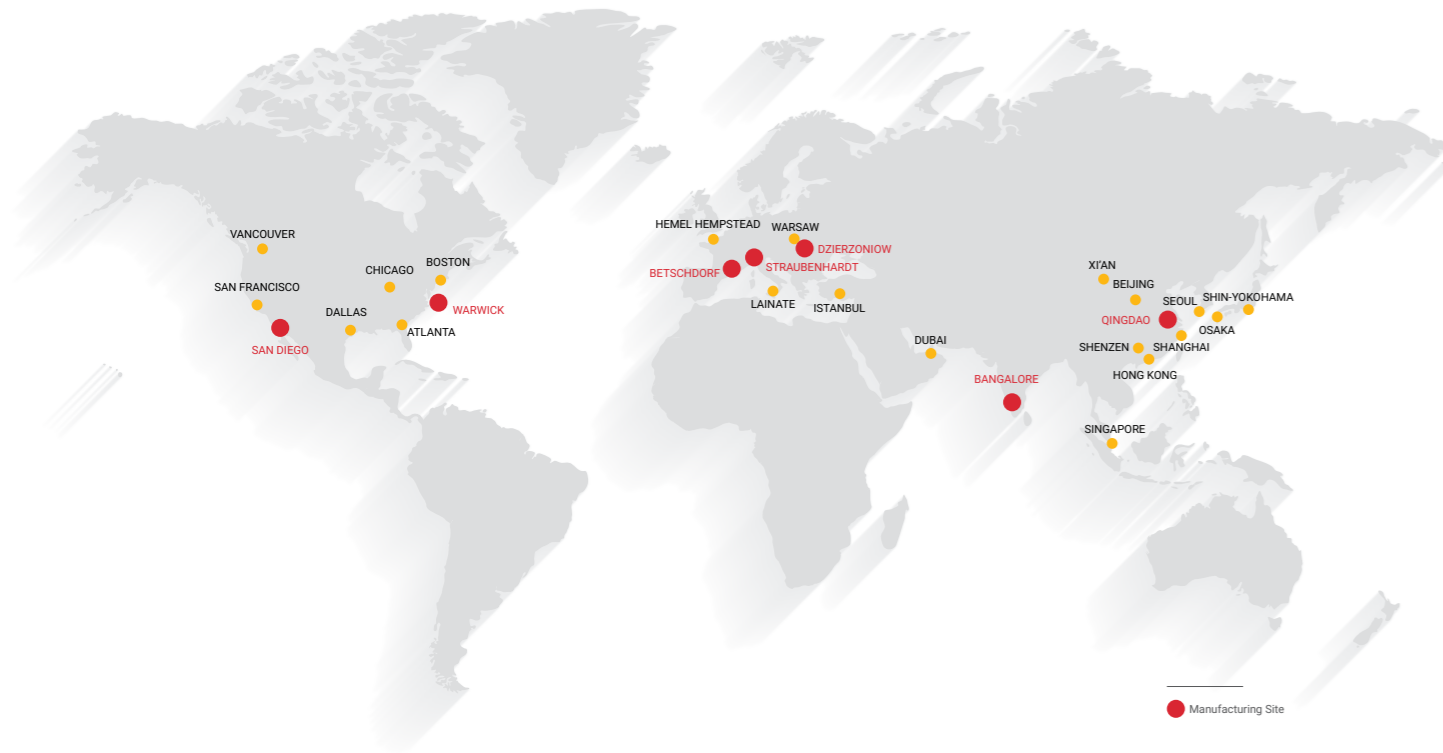 VANCOUVER
SAN FRANCISCO
SAN DIEGO
CHICAGO
DALLAS
BOSTON
WARWICK
ATLANTA
HEMEL HEMPSTEAD
WARSAW
DZIERZONIOW
STRAUBENHARDT
BETSCHDORF
LAINATE
ISTANBUL
DUBAI
BANGALORE
XI'AN
BEIJING
SEOUL
SHIN-YOKOHAMA
QINGDAO
OSAKA
SHENZEN
SHANGHAI
HONG KONG
SINGAPORE
Manufacturing Site